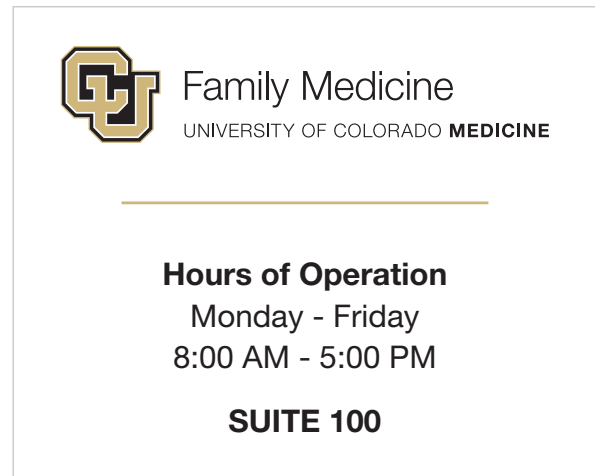 CU
Family Medicine
UNIVERSITY OF COLORADO MEDICINE
Hours of Operation
Monday - Friday
8:00 AM - 5:00 PM
SUITE 100